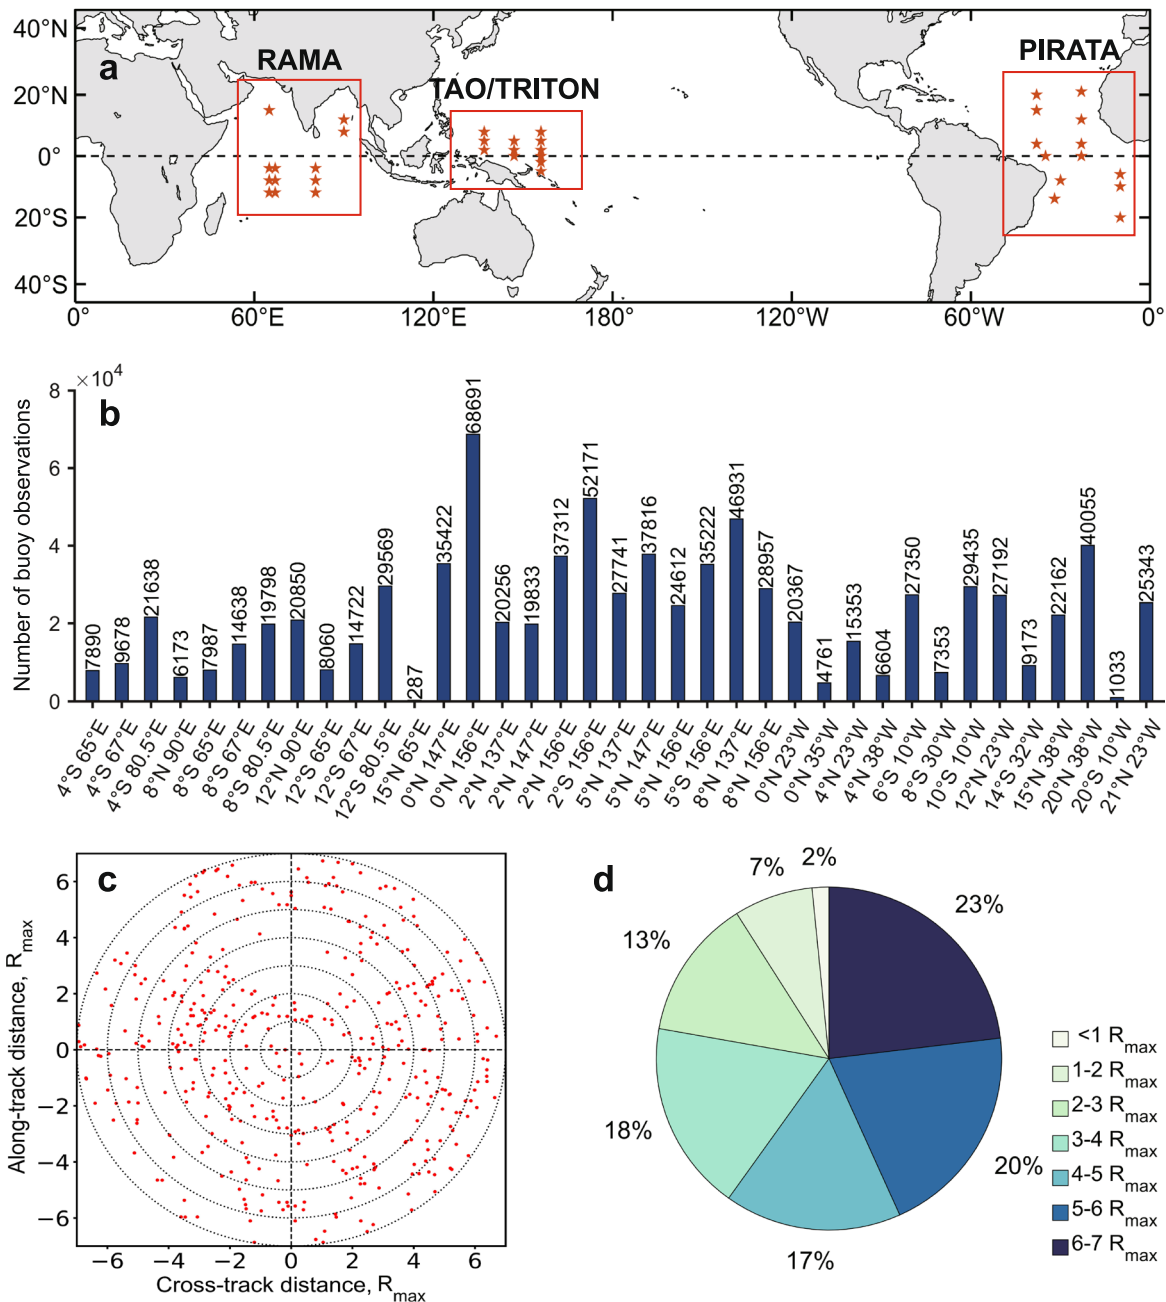 40°N
20°N
0°
20°S
40°S
a
RAMA
TAO/TRITON
PIRATA
0°
60°E
120°E
180°
120°W
60°W
0°
×10⁴
b
Number of buoy observations
8
6
4
2
0
7890
9678
21638
6173
7987
14638
19798
20850
8060
14722
29569
287
35422
68691
20256
19833
37312
52171
27741
37816
24612
35222
46931
28957
20367
4761
15353
6604
27350
7353
29435
27192
9173
22162
40055
1033
25343
4°S 65°E
4°S 67°E
4°S 80.5°E
8°N 90°E
8°S 65°E
8°S 67°E
8°S 80.5°E
12°N 90°E
12°S 65°E
12°S 67°E
12°S 80.5°E
15°N 65°E
0°N 147°E
0°N 156°E
2°N 137°E
2°N 147°E
2°N 156°E
2°S 156°E
5°N 137°E
5°N 147°E
5°N 156°E
5°S 156°E
8°N 137°E
8°N 156°E
0°N 23°W
0°N 35°W
4°N 23°W
4°N 38°W
6°S 10°W
8°S 30°W
10°S 10°W
12°N 23°W
14°S 32°W
15°N 38°W
20°N 38°W
20°S 10°W
21°N 23°W
c
Along-track distance, Rmax
6
4
2
0
−2
−4
−6
−6
−4
−2
0
2
4
6
Cross-track distance, Rmax
d
2%
7%
13%
18%
17%
20%
23%
<1 Rmax
1-2 Rmax
2-3 Rmax
3-4 Rmax
4-5 Rmax
5-6 Rmax
6-7 Rmax